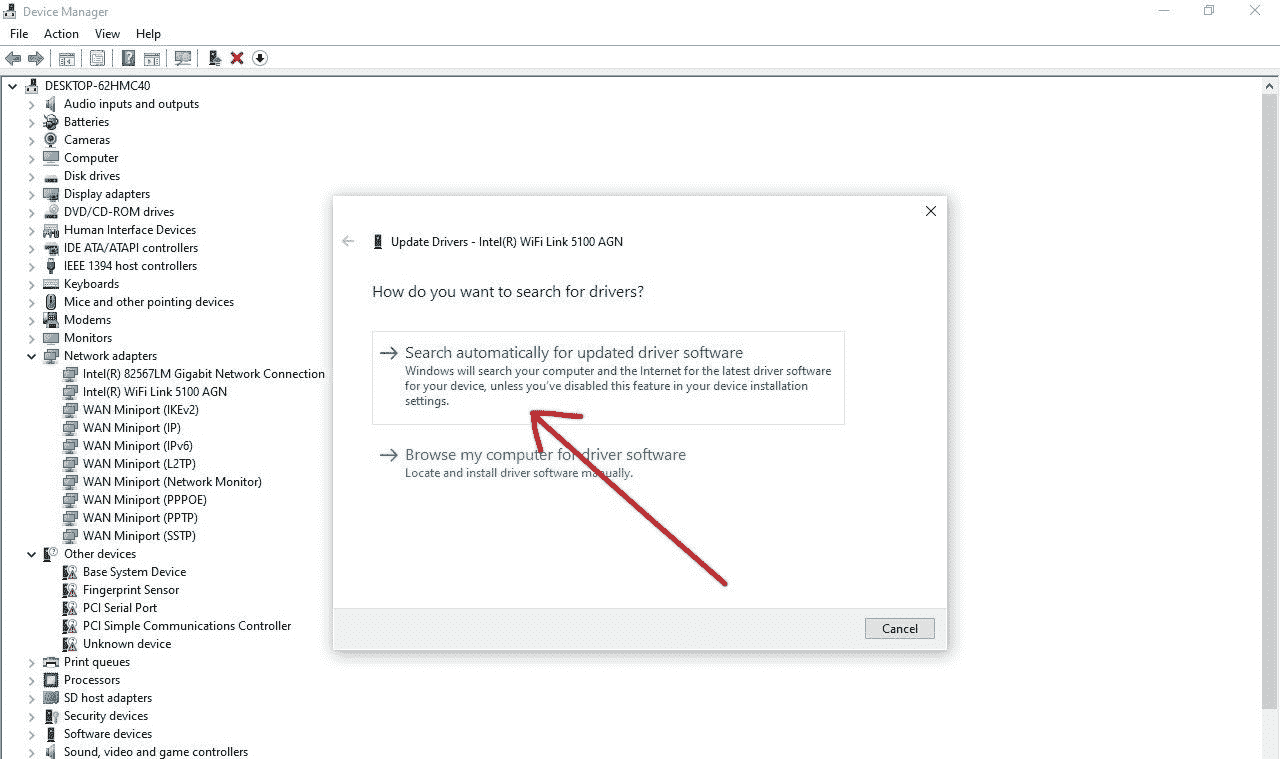 Device Manager
File Action View Help
DESKTOP-62HMC40
Audio inputs and outputs
Batteries
Cameras
Computer
Disk drives
Display adapters
DVD/CD-ROM drives
Human Interface Devices
IDE ATA/ATAPI controllers
IEEE 1394 host controllers
Keyboards
Mice and other pointing devices
Modems
Monitors
Network adapters
Intel(R) 82567LM Gigabit Network Connection
Intel(R) WiFi Link 5100 AGN
WAN Miniport (IKEv2)
WAN Miniport (IP)
WAN Miniport (IPv6)
WAN Miniport (L2TP)
WAN Miniport (Network Monitor)
WAN Miniport (PPPOE)
WAN Miniport (PPTP)
WAN Miniport (SSTP)
Other devices
Base System Device
Fingerprint Sensor
PCI Serial Port
PCI Simple Communications Controller
Unknown device
Print queues
Processors
SD host adapters
Security devices
Software devices
Sound, video and game controllers
Update Drivers - Intel(R) WiFi Link 5100 AGN
How do you want to search for drivers?
Search automatically for updated driver software
Windows will search your computer and the Internet for the latest driver software
for your device, unless you've disabled this feature in your device installation
settings.
Browse my computer for driver software
Locate and install driver software manually.
Cancel